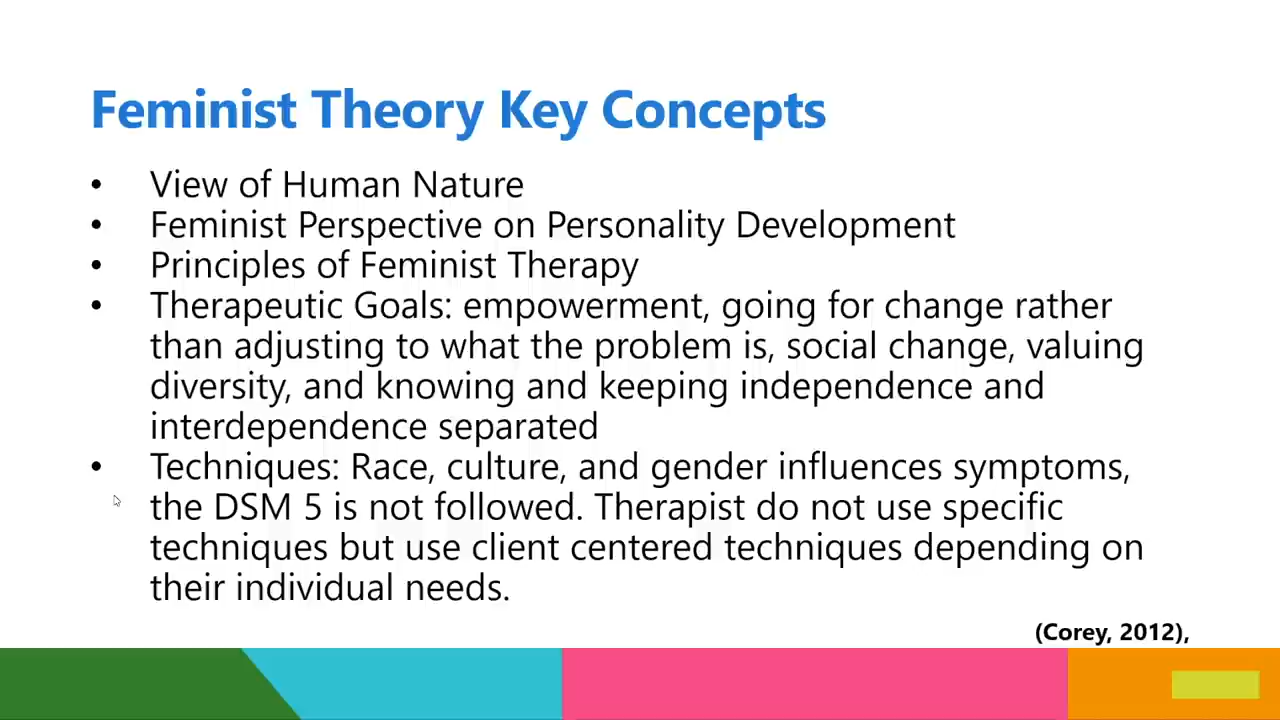 Feminist Theory Key Concepts
• View of Human Nature
• Feminist Perspective on Personality Development
• Principles of Feminist Therapy
• Therapeutic Goals: empowerment, going for change rather
than adjusting to what the problem is, social change, valuing
diversity, and knowing and keeping independence and
interdependence separated
• Techniques: Race, culture, and gender influences symptoms,
the DSM 5 is not followed. Therapist do not use specific
techniques but use client centered techniques depending on
their individual needs.
(Corey, 2012),